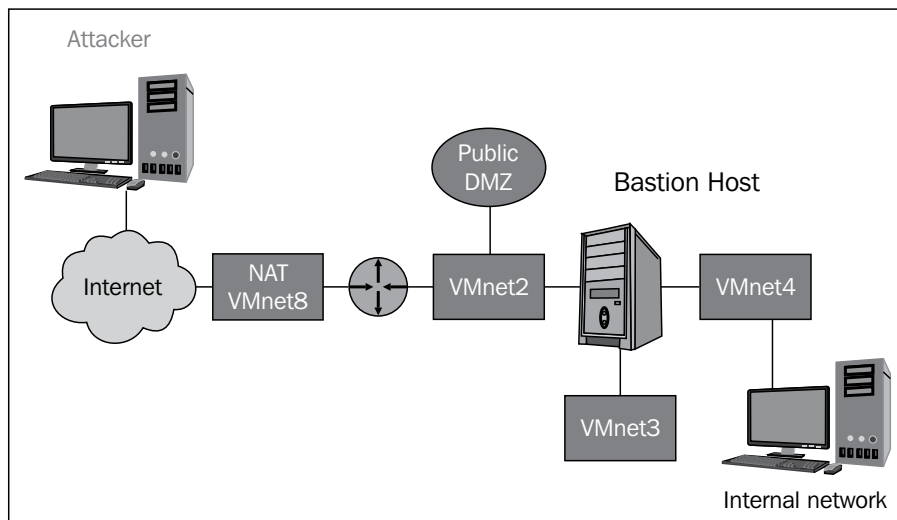 Attacker
Public
DMZ
Bastion Host
Internet
NAT
VMnet8
VMnet2
VMnet4
VMnet3
Internal network